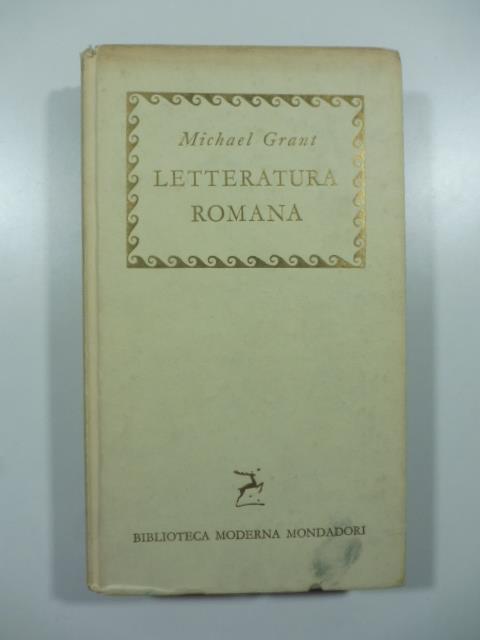 Michael Grant
LETTERATURA
ROMANA
BIBLIOTECA MODERNA MONDADORI